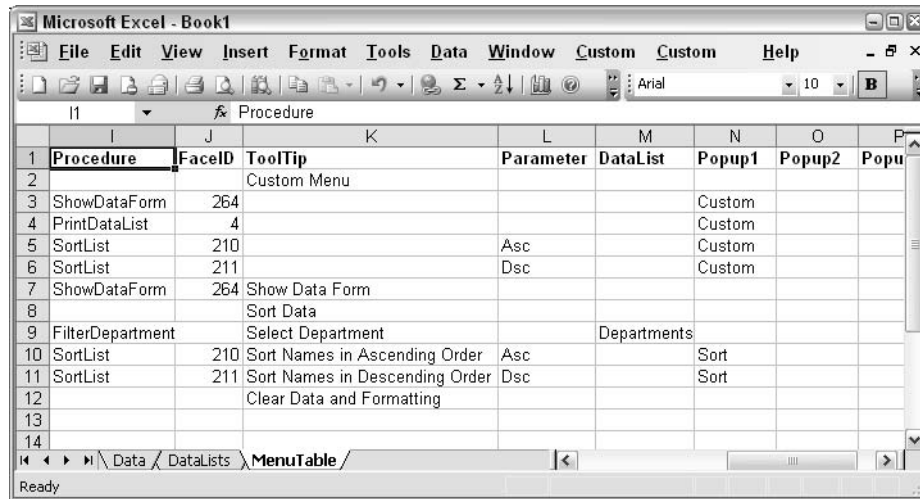 Microsoft Excel - Book1
File Edit View Insert Format Tools Data Window Custom Custom Help
Σ Arial 10 B
I1 fx Procedure
I J K L M N O P
1 Procedure FaceID ToolTip Parameter DataList Popup1 Popup2 Popu
2 Custom Menu
3 ShowDataForm 264 Custom
4 PrintDataList 4 Custom
5 SortList 210 Asc Custom
6 SortList 211 Dsc Custom
7 ShowDataForm 264 Show Data Form
8 Sort Data
9 FilterDepartment Select Department Departments
10 SortList 210 Sort Names in Ascending Order Asc Sort
11 SortList 211 Sort Names in Descending Order Dsc Sort
12 Clear Data and Formatting
13
14
Data DataLists MenuTable
Ready